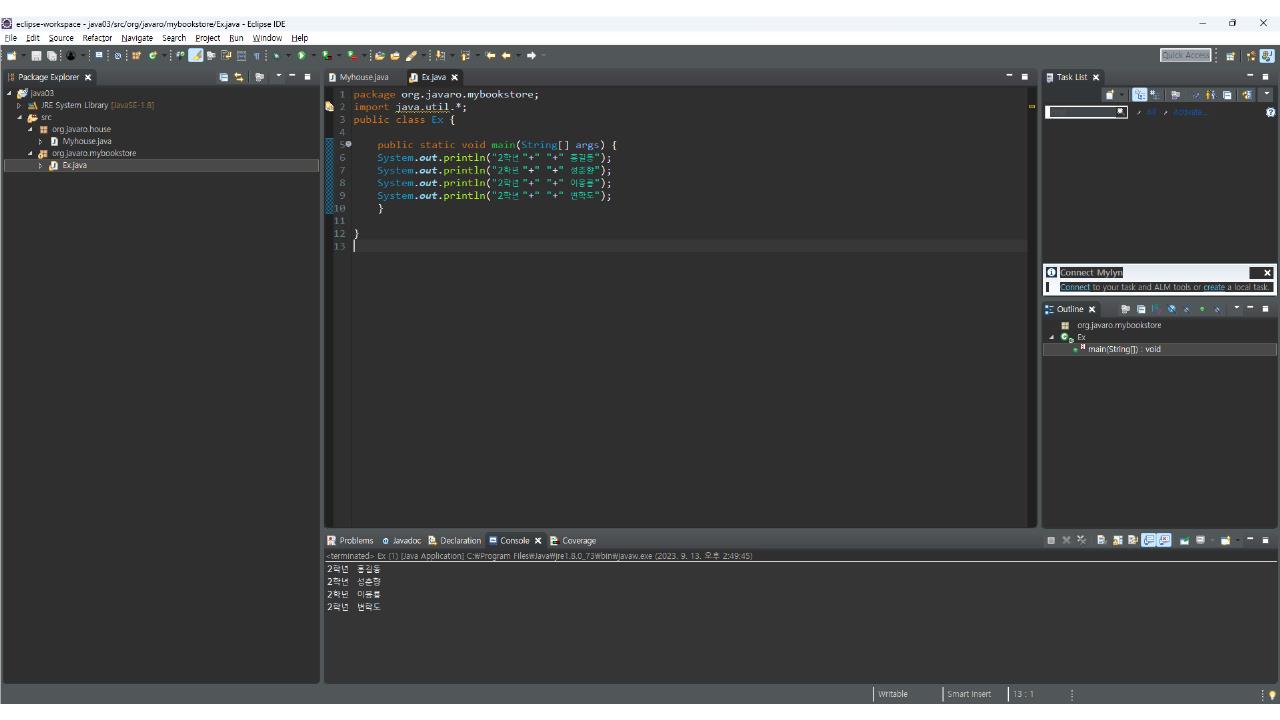 eclipse-workspace - java03/src/org/javaro/mybookstore/Ex.java - Eclipse IDE
File Edit Source Refactor Navigate Search Project Run Window Help
Quick Access
Package Explorer
java03
JRE System Library [JavaSE-1.8]
src
org.javaro.house
Myhouse.java
org.javaro.mybookstore
Ex.java
Myhouse.java Ex.java
1 package org.javaro.mybookstore;
2 import java.util.*;
3 public class Ex {
4
5 public static void main(String[] args) {
6 System.out.println("2학년 "+" "+" 홍길동");
7 System.out.println("2학년 "+" "+" 성춘향");
8 System.out.println("2학년 "+" "+" 이몽룡");
9 System.out.println("2학년 "+" "+" 변학도");
10 }
11
12 }
13
Task List
All Activate...
Connect Mylyn
Connect to your task and ALM tools or create a local task.
Outline
org.javaro.mybookstore
Ex
main(String[]) : void
Problems Javadoc Declaration Console Coverage
<terminated> Ex (1) [Java Application] C:₩Program Files₩Java₩jre1.8.0_73₩bin₩javaw.exe (2023. 9. 13. 오후 2:49:45)
2학년 홍길동
2학년 성춘향
2학년 이몽룡
2학년 변학도
Writable Smart Insert 13 : 1